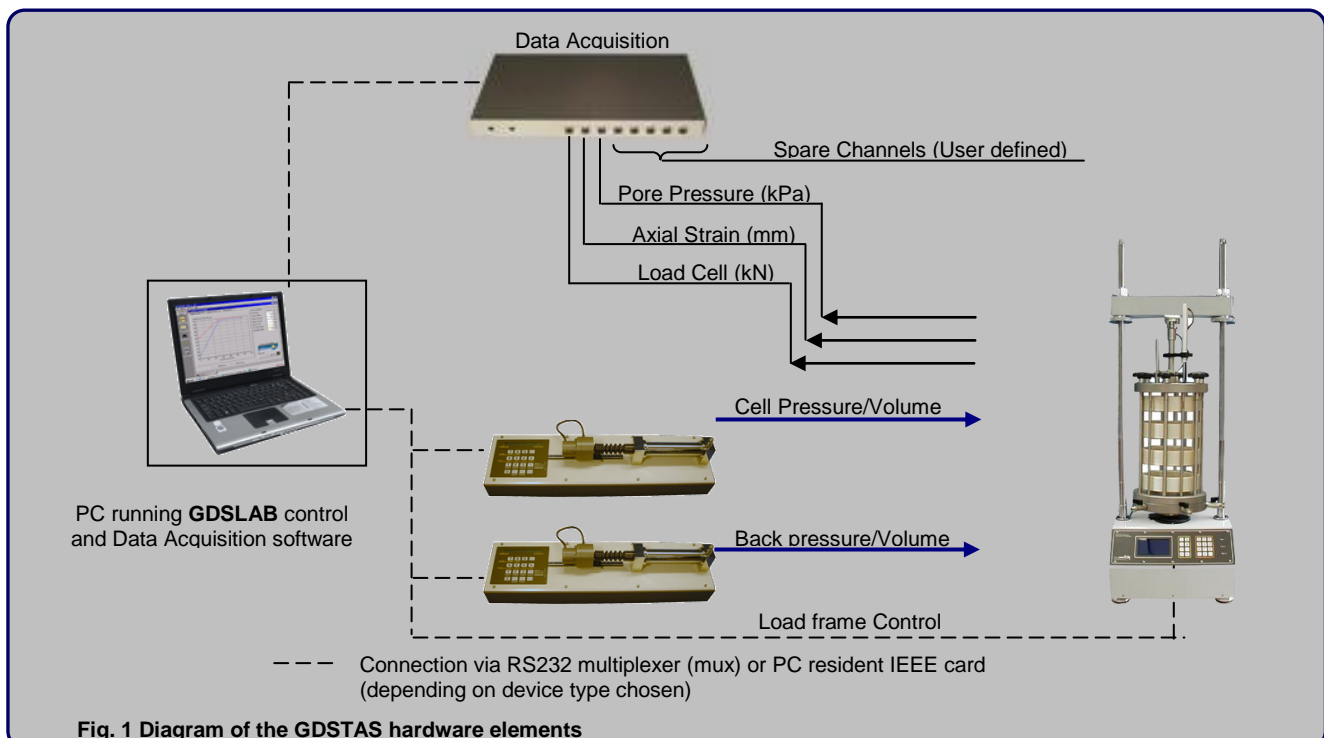 Data Acquisition
Spare Channels (User defined)
Pore Pressure (kPa)
Axial Strain (mm)
Load Cell (kN)
Cell Pressure/Volume
PC running GDSLAB control
and Data Acquisition software
Back pressure/Volume
Load frame Control
Connection via RS232 multiplexer (mux) or PC resident IEEE card
(depending on device type chosen)
Fig. 1 Diagram of the GDSTAS hardware elements